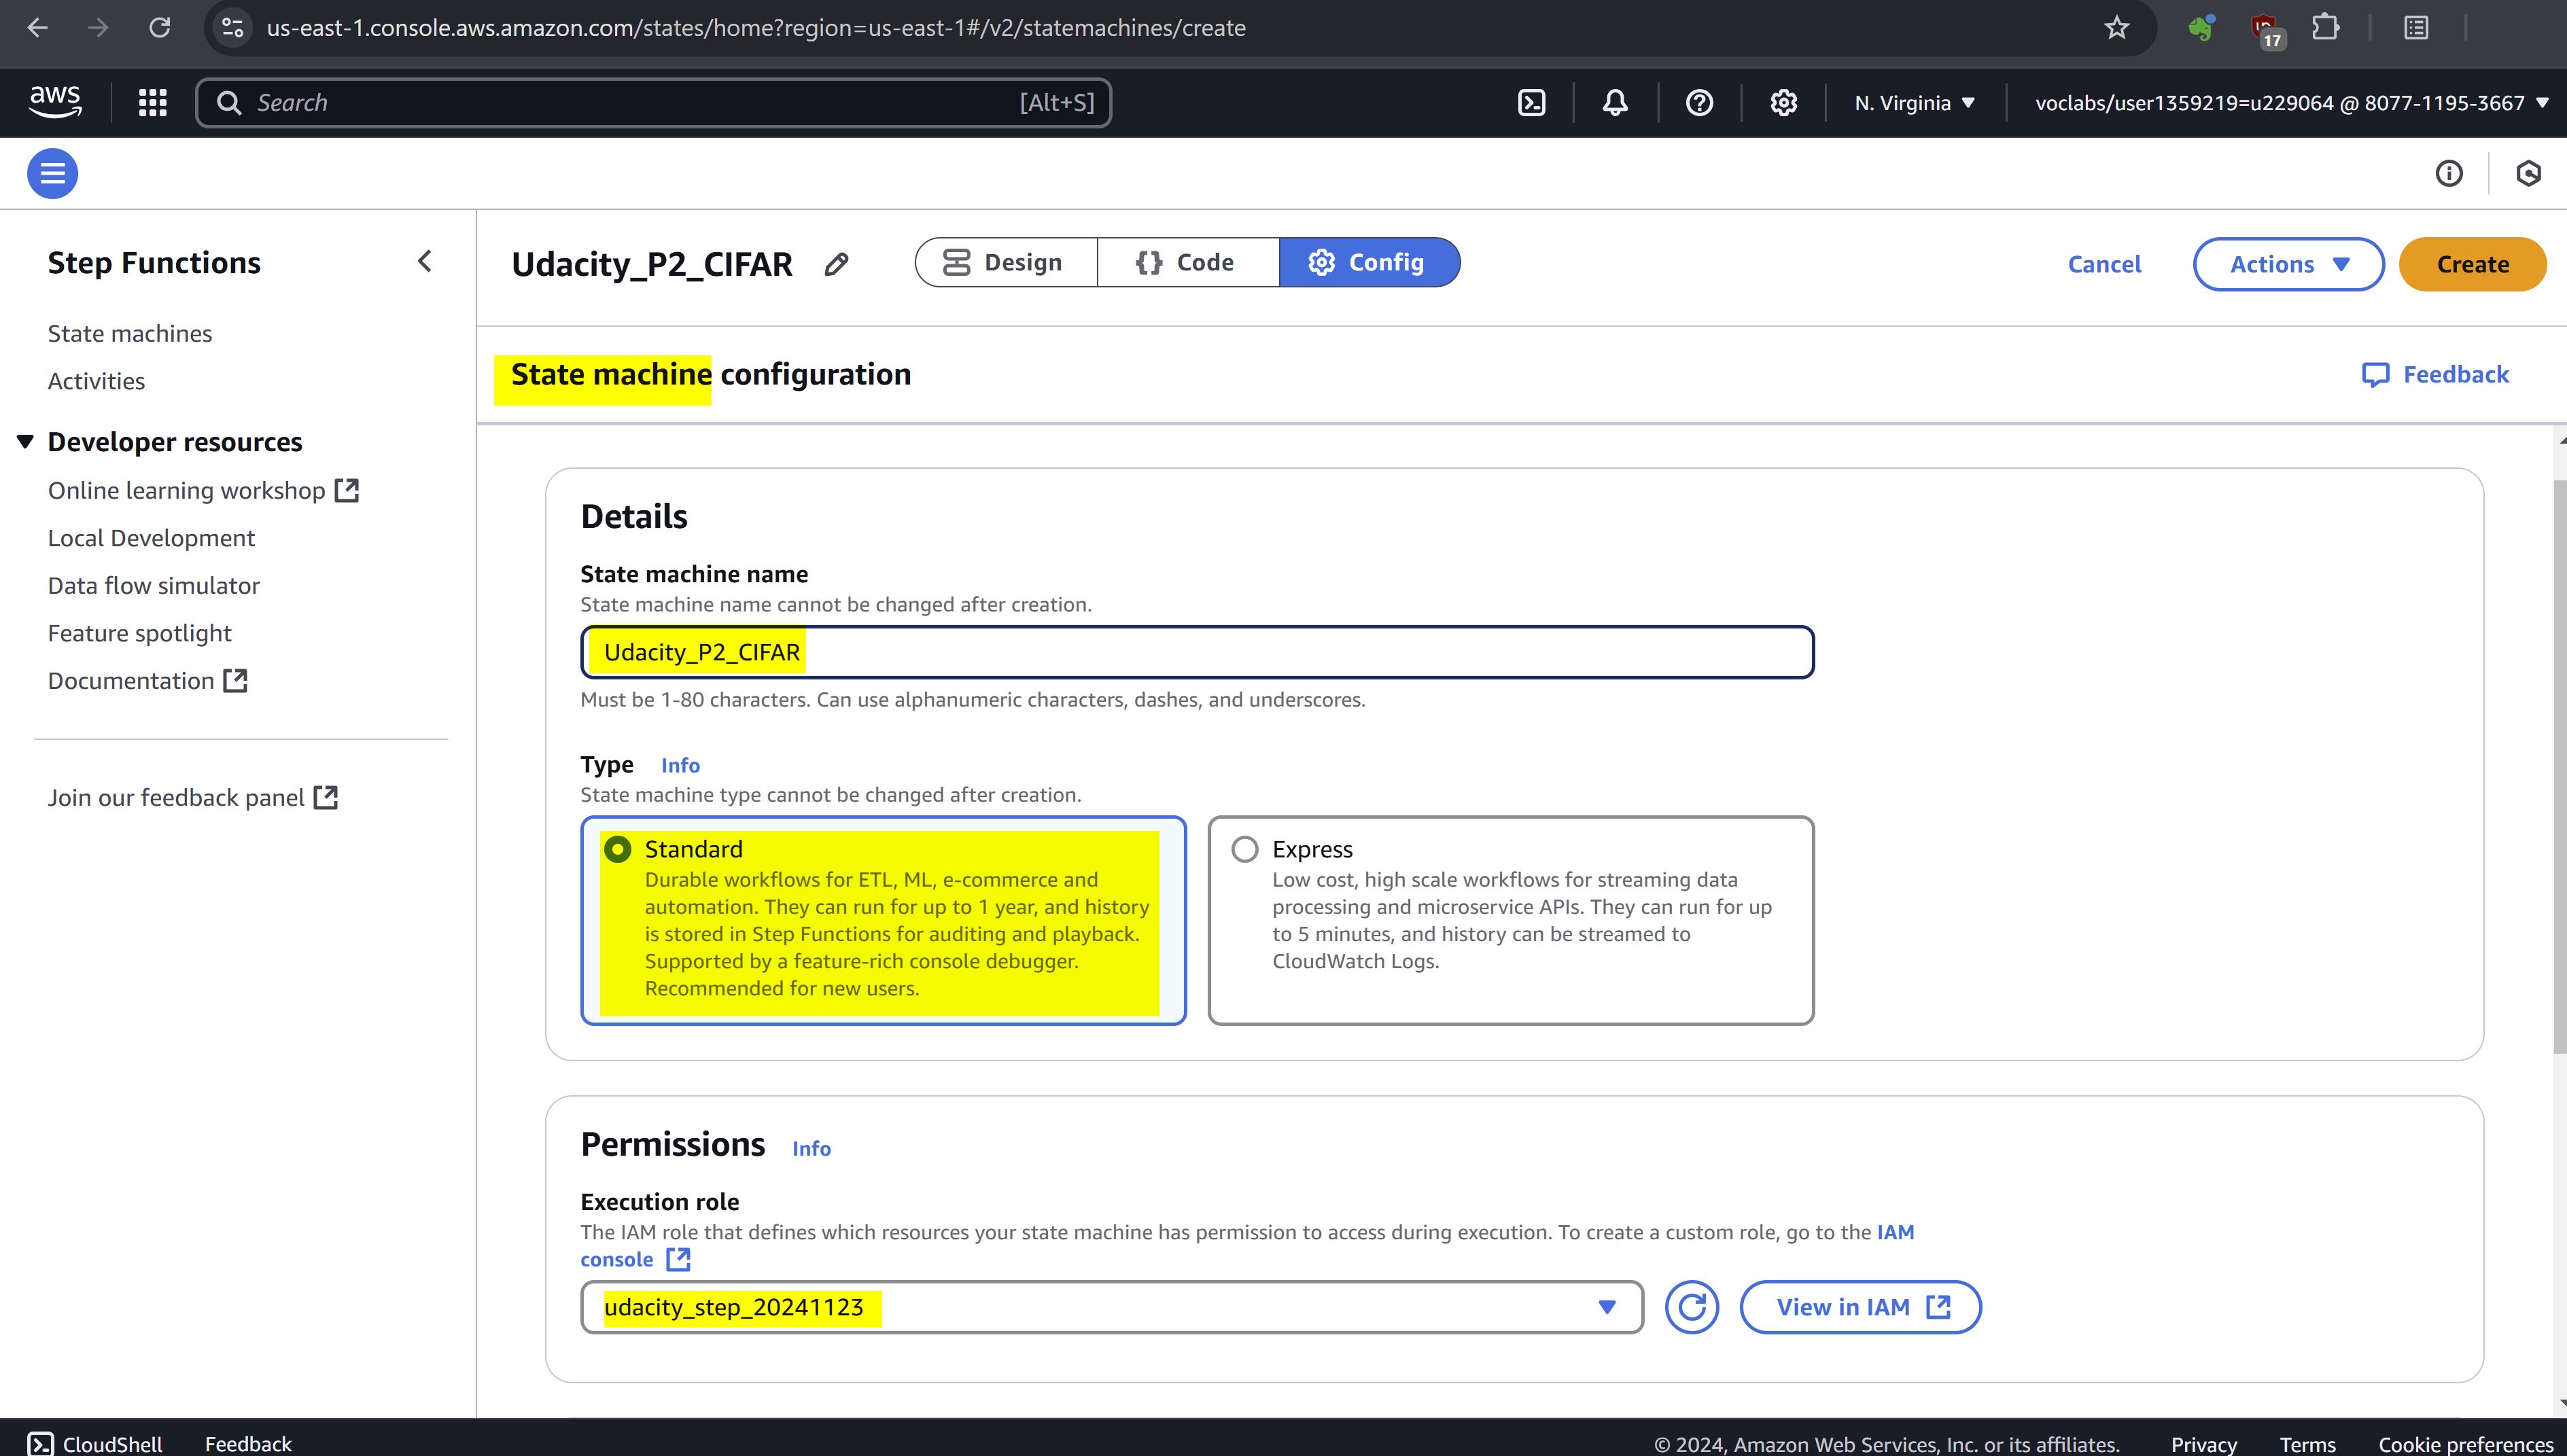 us-east-1.console.aws.amazon.com/states/home?region=us-east-1#/v2/statemachines/create
17
aws
Search
[Alt+S]
N. Virginia
voclabs/user1359219=u229064 @ 8077-1195-3667
Step Functions
State machines
Activities
Developer resources
Online learning workshop
Local Development
Data flow simulator
Feature spotlight
Documentation
Join our feedback panel
Udacity_P2_CIFAR
Design
{} Code
Config
Cancel
Actions
Create
State machine configuration
Feedback
Details
State machine name
State machine name cannot be changed after creation.
Udacity_P2_CIFAR
Must be 1-80 characters. Can use alphanumeric characters, dashes, and underscores.
Type Info
State machine type cannot be changed after creation.
Standard
Durable workflows for ETL, ML, e-commerce and
automation. They can run for up to 1 year, and history
is stored in Step Functions for auditing and playback.
Supported by a feature-rich console debugger.
Recommended for new users.
Express
Low cost, high scale workflows for streaming data
processing and microservice APIs. They can run for up
to 5 minutes, and history can be streamed to
CloudWatch Logs.
Permissions Info
Execution role
The IAM role that defines which resources your state machine has permission to access during execution. To create a custom role, go to the IAM
console
udacity_step_20241123
View in IAM
CloudShell
Feedback
© 2024, Amazon Web Services, Inc. or its affiliates.
Privacy
Terms
Cookie preferences